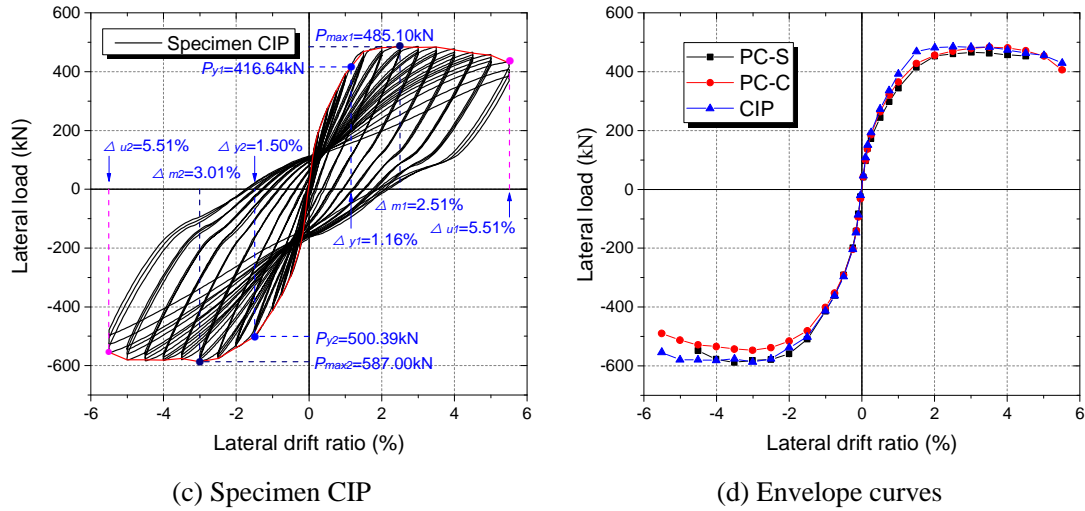 Specimen CIP
Pmax1=485.10kN
Py1=416.64kN
△ u2=5.51%
△ y2=1.50%
△ m2=3.01%
△ m1=2.51%
△ u1=5.51%
△ y1=1.16%
Py2=500.39kN
Pmax2=587.00kN
600
400
200
0
-200
-400
-600
Lateral load (kN)
-6 -4 -2 0 2 4 6
Lateral drift ratio (%)
(c) Specimen CIP
PC-S
PC-C
CIP
600
400
200
0
-200
-400
-600
Lateral load (kN)
-6 -4 -2 0 2 4 6
Lateral drift ratio (%)
(d) Envelope curves